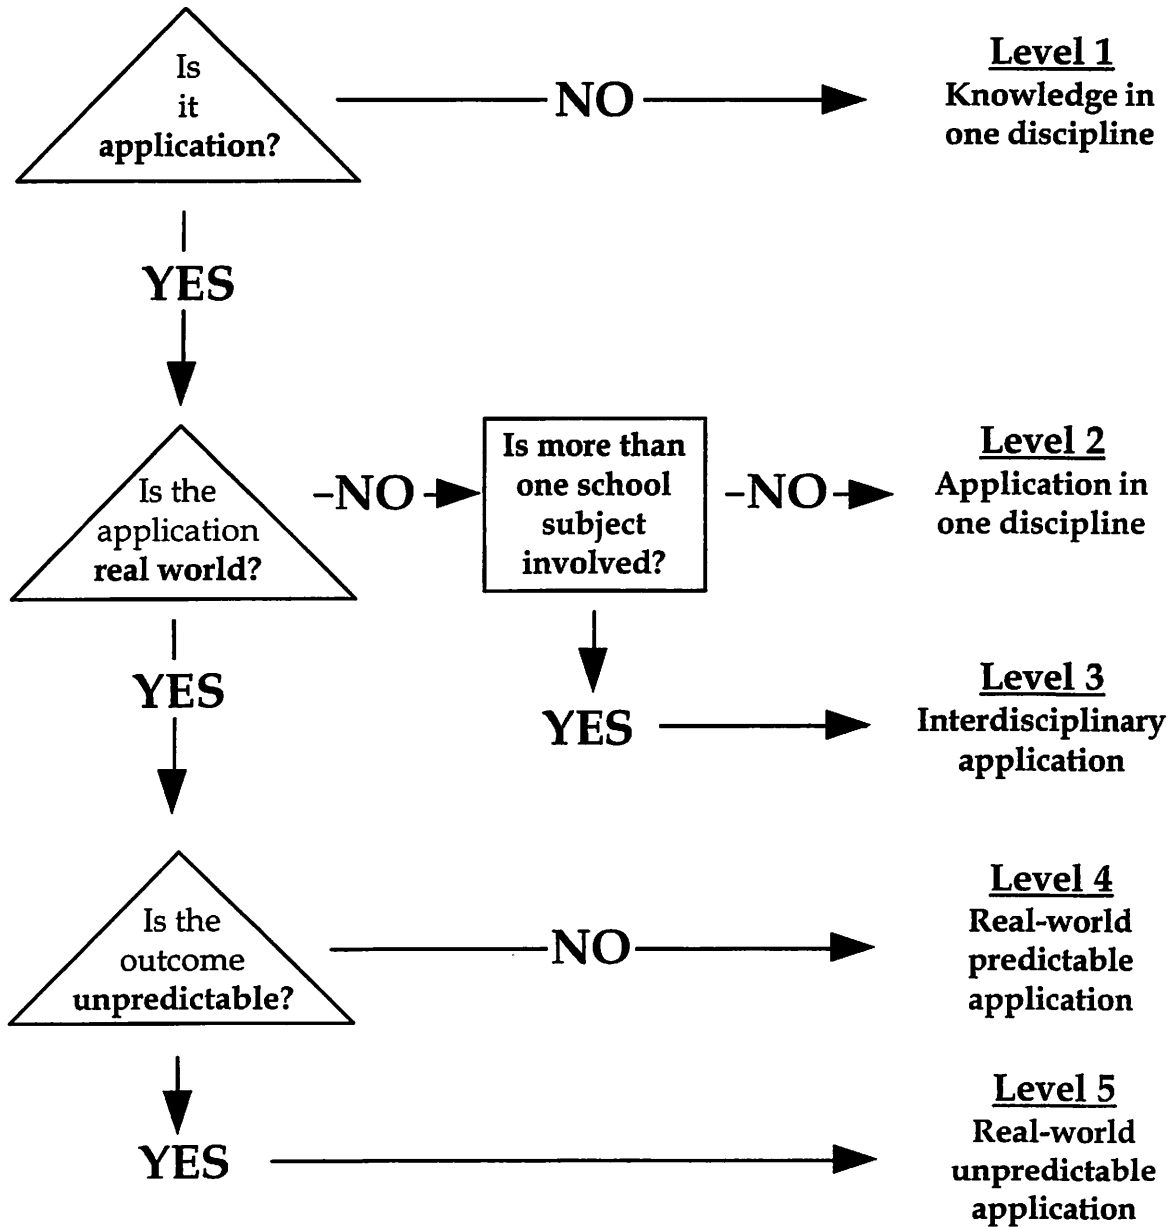 Is
it
application?
NO
Level 1
Knowledge in
one discipline
YES
Is the
application
real world?
NO
Is more than
one school
subject
involved?
NO
Level 2
Application in
one discipline
YES
YES
Level 3
Interdisciplinary
application
Is the
outcome
unpredictable?
NO
Level 4
Real-world
predictable
application
YES
Level 5
Real-world
unpredictable
application